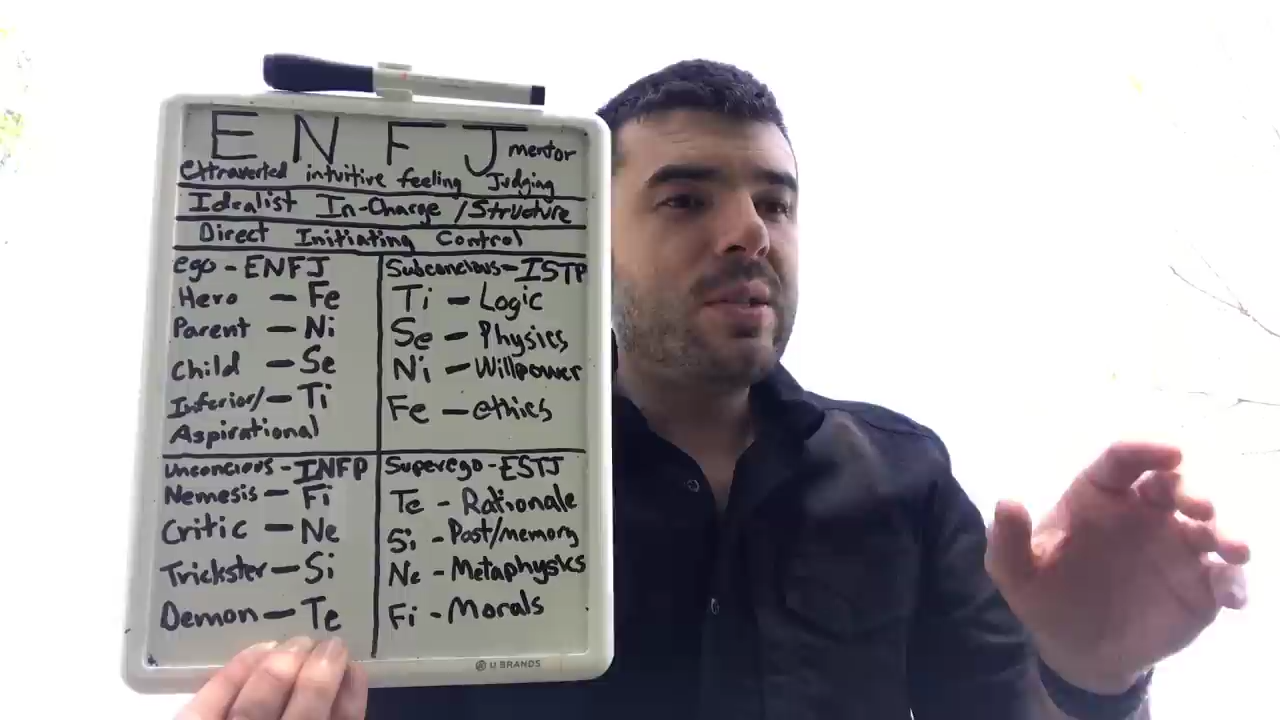 E N F J mentor
extraverted intuitive feeling Judging
Idealist In-Charge / Structure
Direct Initiating Control
ego - ENFJ
Hero - Fe
Parent - Ni
Child - Se
Inferior/ - Ti
Aspirational
Subconcious - ISTP
Ti - Logic
Se - Physics
Ni - Willpower
Fe - ethics
Unconcious - INFP
Nemesis - Fi
Critic - Ne
Trickster - Si
Demon - Te
Superego - ESTJ
Te - Rationale
Si - Past/memory
Ne - Metaphysics
Fi - Morals
U BRANDS